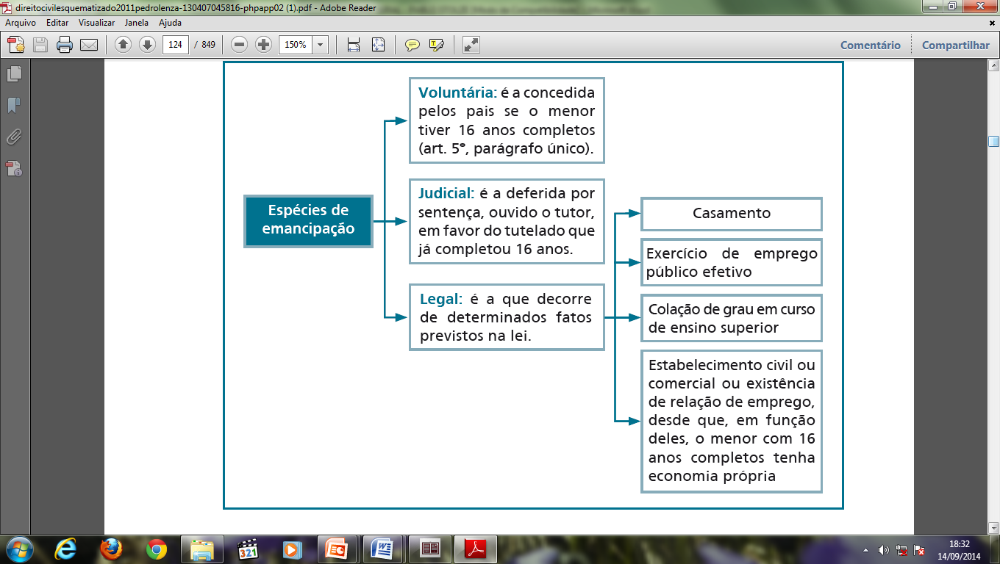 direitocivilesquematizado2011pedrolenza-130407045816-phpapp02 (1).pdf - Adobe Reader
Arquivo Editar Visualizar Janela Ajuda
124 / 849 150% Comentário Compartilhar
Espécies de
emancipação
Voluntária: é a concedida
pelos pais se o menor
tiver 16 anos completos
(art. 5º, parágrafo único).
Judicial: é a deferida por
sentença, ouvido o tutor,
em favor do tutelado que
já completou 16 anos.
Legal: é a que decorre
de determinados fatos
previstos na lei.
Casamento
Exercício de emprego
público efetivo
Colação de grau em curso
de ensino superior
Estabelecimento civil ou
comercial ou existência
de relação de emprego,
desde que, em função
deles, o menor com 16
anos completos tenha
economia própria
321
18:32
14/09/2014